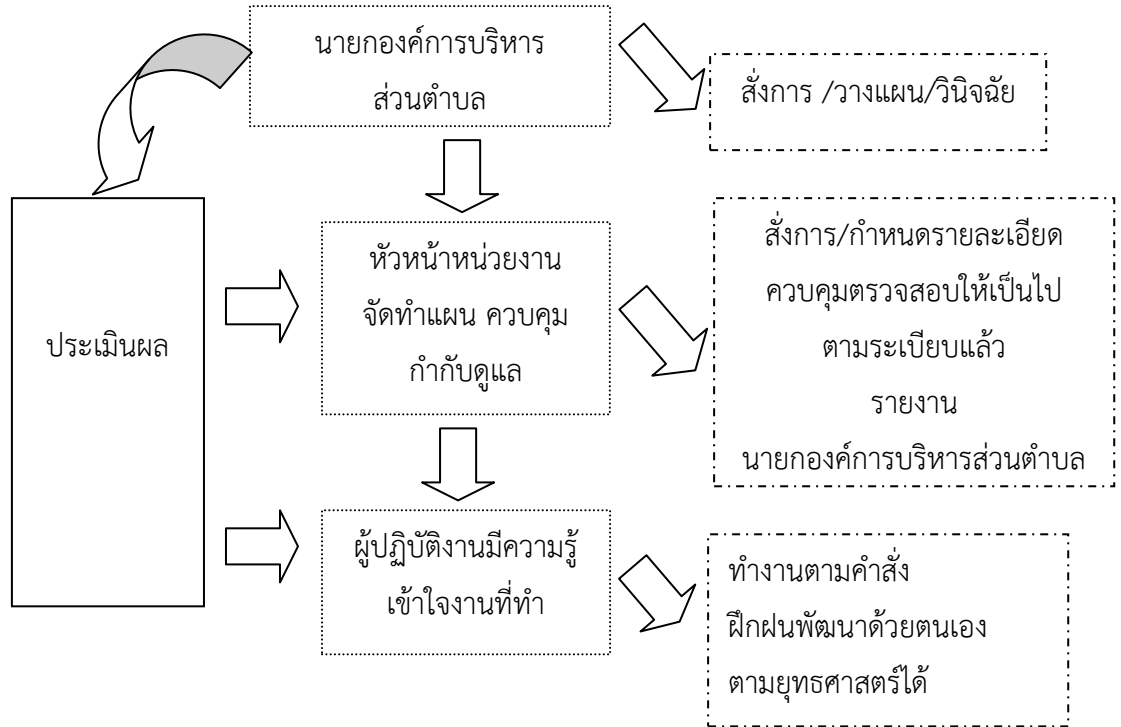 นายกองค์การบริหาร
ส่วนตำบล
สั่งการ /วางแผน/วินิจฉัย
ประเมินผล
หัวหน้าหน่วยงาน
จัดทำแผน ควบคุม
กำกับดูแล
สั่งการ/กำหนดรายละเอียด
ควบคุมตรวจสอบให้เป็นไป
ตามระเบียบแล้ว
รายงาน
นายกองค์การบริหารส่วนตำบล
ผู้ปฏิบัติงานมีความรู้
เข้าใจงานที่ทำ
ทำงานตามคำสั่ง
ฝึกฝนพัฒนาด้วยตนเอง
ตามยุทธศาสตร์ได้